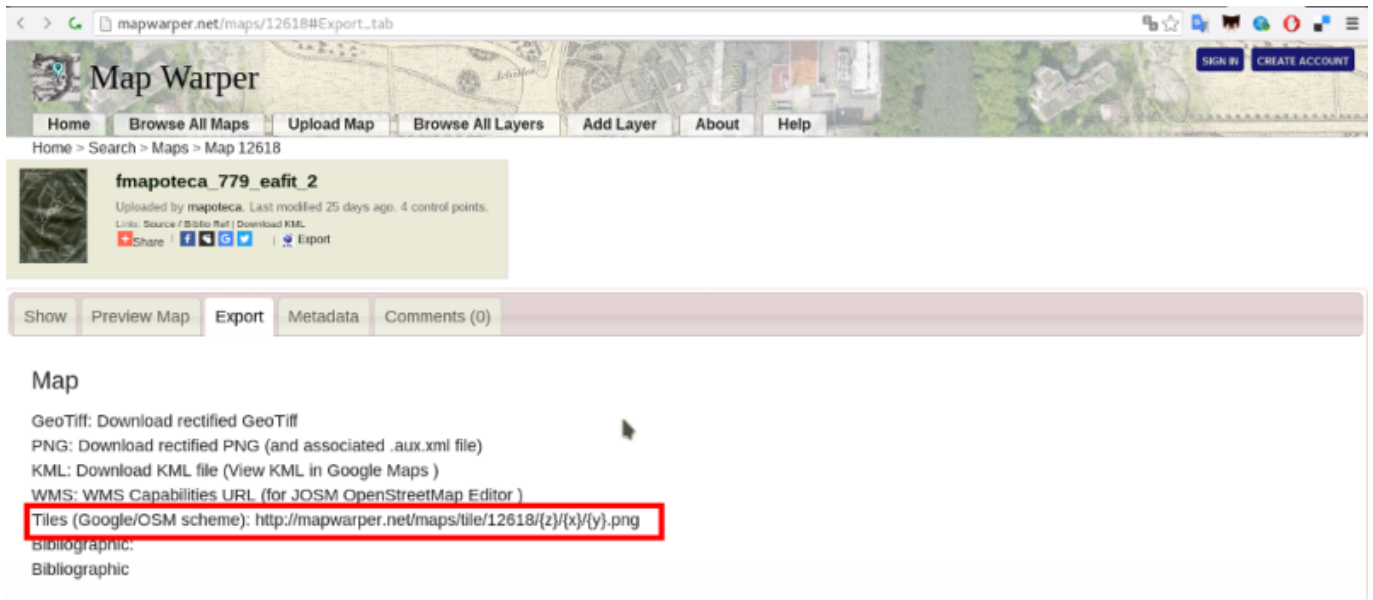 mapwarper.net/maps/12618#Export_tab
Map Warper
SIGN IN CREATE ACCOUNT
Home Browse All Maps Upload Map Browse All Layers Add Layer About Help
Home > Search > Maps > Map 12618
fmapoteca_779_eafit_2
Uploaded by mapoteca. Last modified 25 days ago. 4 control points.
Links: Source / Biblio Ref | Download KML
Share | Export
Show Preview Map Export Metadata Comments (0)
Map
GeoTiff: Download rectified GeoTiff
PNG: Download rectified PNG (and associated .aux.xml file)
KML: Download KML file (View KML in Google Maps )
WMS: WMS Capabilities URL (for JOSM OpenStreetMap Editor )
Tiles (Google/OSM scheme): http://mapwarper.net/maps/tile/12618/{z}/{x}/{y}.png
Bibliographic:
Bibliographic